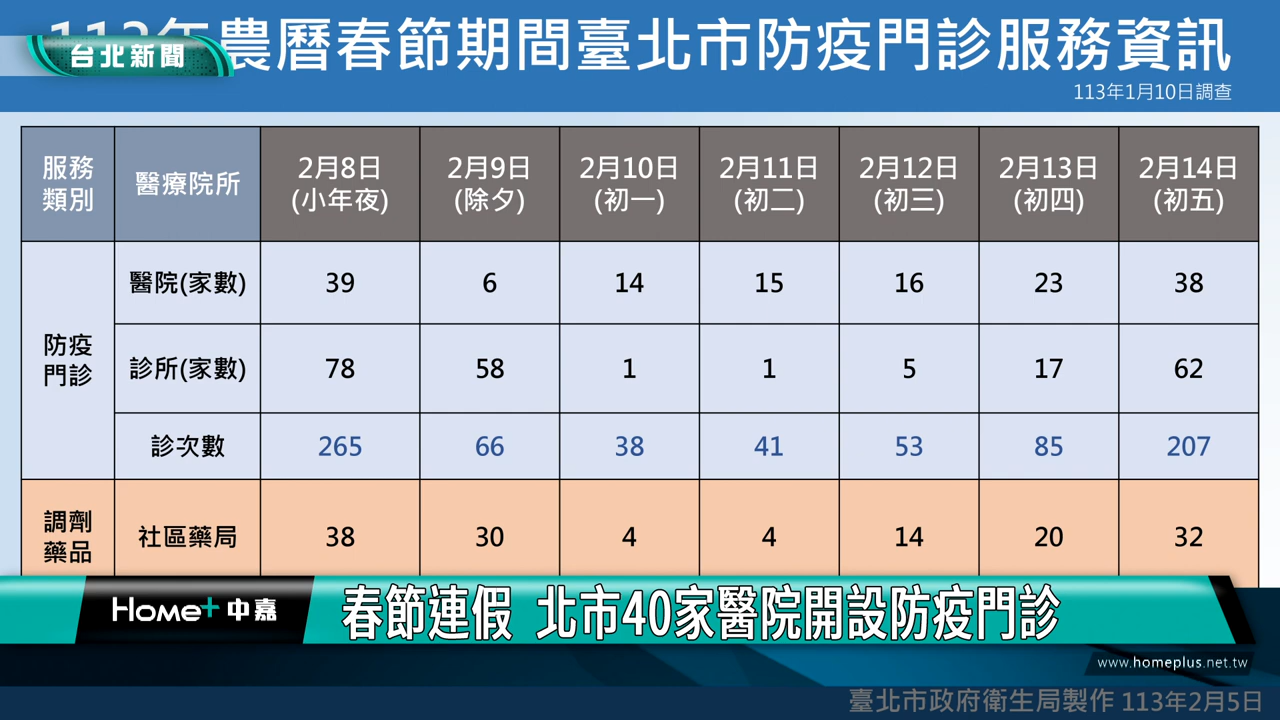 113年農曆春節期間臺北市防疫門診服務資訊
台北新聞
113年1月10日調查
服務類別 醫療院所 2月8日(小年夜) 2月9日(除夕) 2月10日(初一) 2月11日(初二) 2月12日(初三) 2月13日(初四) 2月14日(初五)
防疫門診 醫院(家數) 39 6 14 15 16 23 38
診所(家數) 78 58 1 1 5 17 62
診次數 265 66 38 41 53 85 207
調劑藥品 社區藥局 38 30 4 4 14 20 32
Home+中嘉 春節連假 北市40家醫院開設防疫門診
www.homeplus.net.tw
臺北市政府衛生局製作 113年2月5日